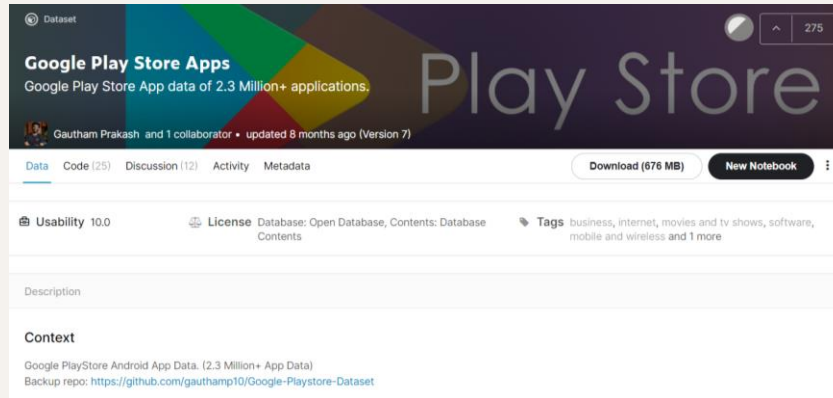 Dataset
275
Google Play Store Apps
Google Play Store App data of 2.3 Million+ applications.
Play Store
Gautham Prakash and 1 collaborator • updated 8 months ago (Version 7)
Data Code (25) Discussion (12) Activity Metadata Download (676 MB) New Notebook
Usability 10.0 License Database: Open Database, Contents: Database Contents Tags business, internet, movies and tv shows, software, mobile and wireless and 1 more
Description
Context
Google PlayStore Android App Data. (2.3 Million+ App Data)
Backup repo: https://github.com/gauthamp10/Google-Playstore-Dataset